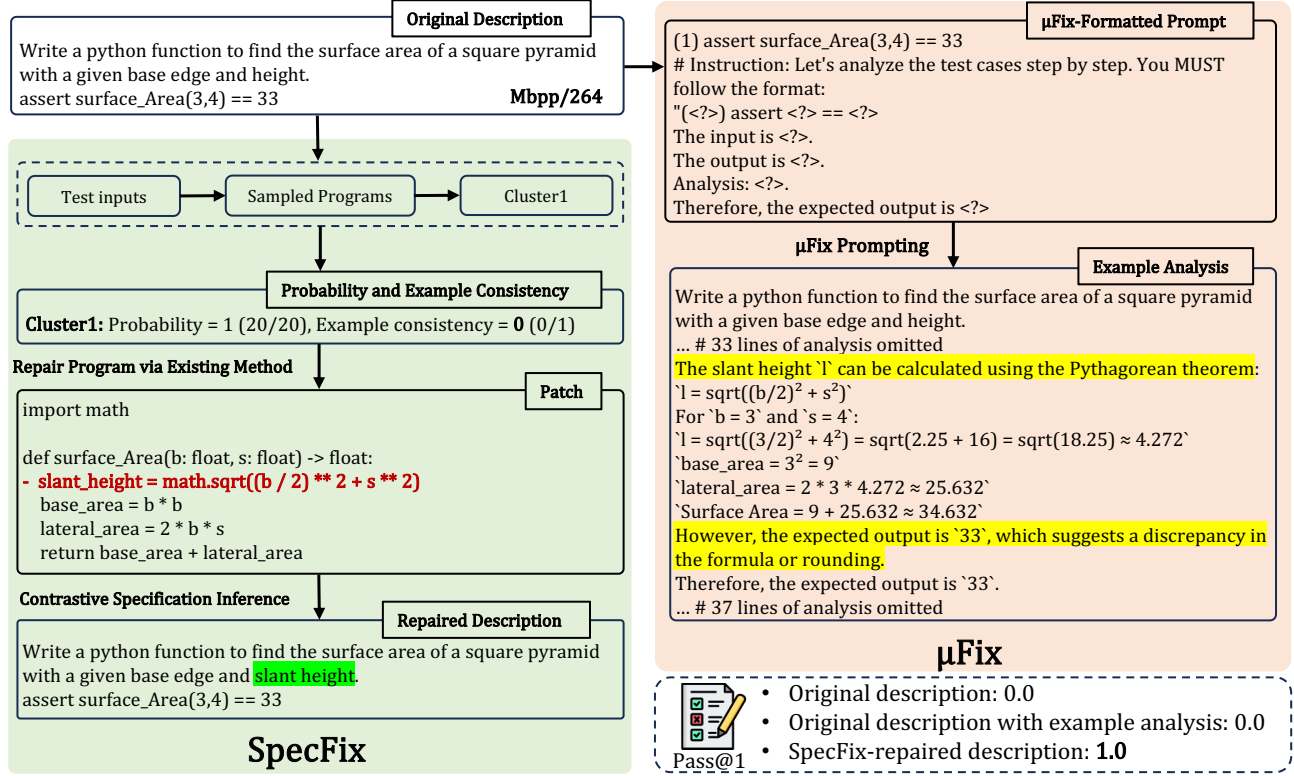 Original Description
Write a python function to find the surface area of a square pyramid
with a given base edge and height.
assert surface_Area(3,4) == 33
Mbpp/264
Test inputs
Sampled Programs
Cluster1
Probability and Example Consistency
Cluster1: Probability = 1 (20/20), Example consistency = 0 (0/1)
Repair Program via Existing Method
Patch
import math
def surface_Area(b: float, s: float) -> float:
- slant_height = math.sqrt((b / 2) ** 2 + s ** 2)
base_area = b * b
lateral_area = 2 * b * s
return base_area + lateral_area
Contrastive Specification Inference
Repaired Description
Write a python function to find the surface area of a square pyramid
with a given base edge and slant height.
assert surface_Area(3,4) == 33
SpecFix
µFix-Formatted Prompt
(1) assert surface_Area(3,4) == 33
# Instruction: Let's analyze the test cases step by step. You MUST
follow the format:
"(<?>) assert <?> == <?>
The input is <?>.
The output is <?>.
Analysis: <?>.
Therefore, the expected output is <?>
µFix Prompting
Example Analysis
Write a python function to find the surface area of a square pyramid
with a given base edge and height.
... # 33 lines of analysis omitted
The slant height `l` can be calculated using the Pythagorean theorem:
`l = sqrt((b/2)² + s²)`
For `b = 3` and `s = 4`:
`l = sqrt((3/2)² + 4²) = sqrt(2.25 + 16) = sqrt(18.25) ≈ 4.272`
`base_area = 3² = 9`
`lateral_area = 2 * 3 * 4.272 ≈ 25.632`
`Surface Area = 9 + 25.632 ≈ 34.632`
However, the expected output is `33`, which suggests a discrepancy in
the formula or rounding.
Therefore, the expected output is `33`.
... # 37 lines of analysis omitted
µFix
Pass@1
• Original description: 0.0
• Original description with example analysis: 0.0
• SpecFix-repaired description: 1.0